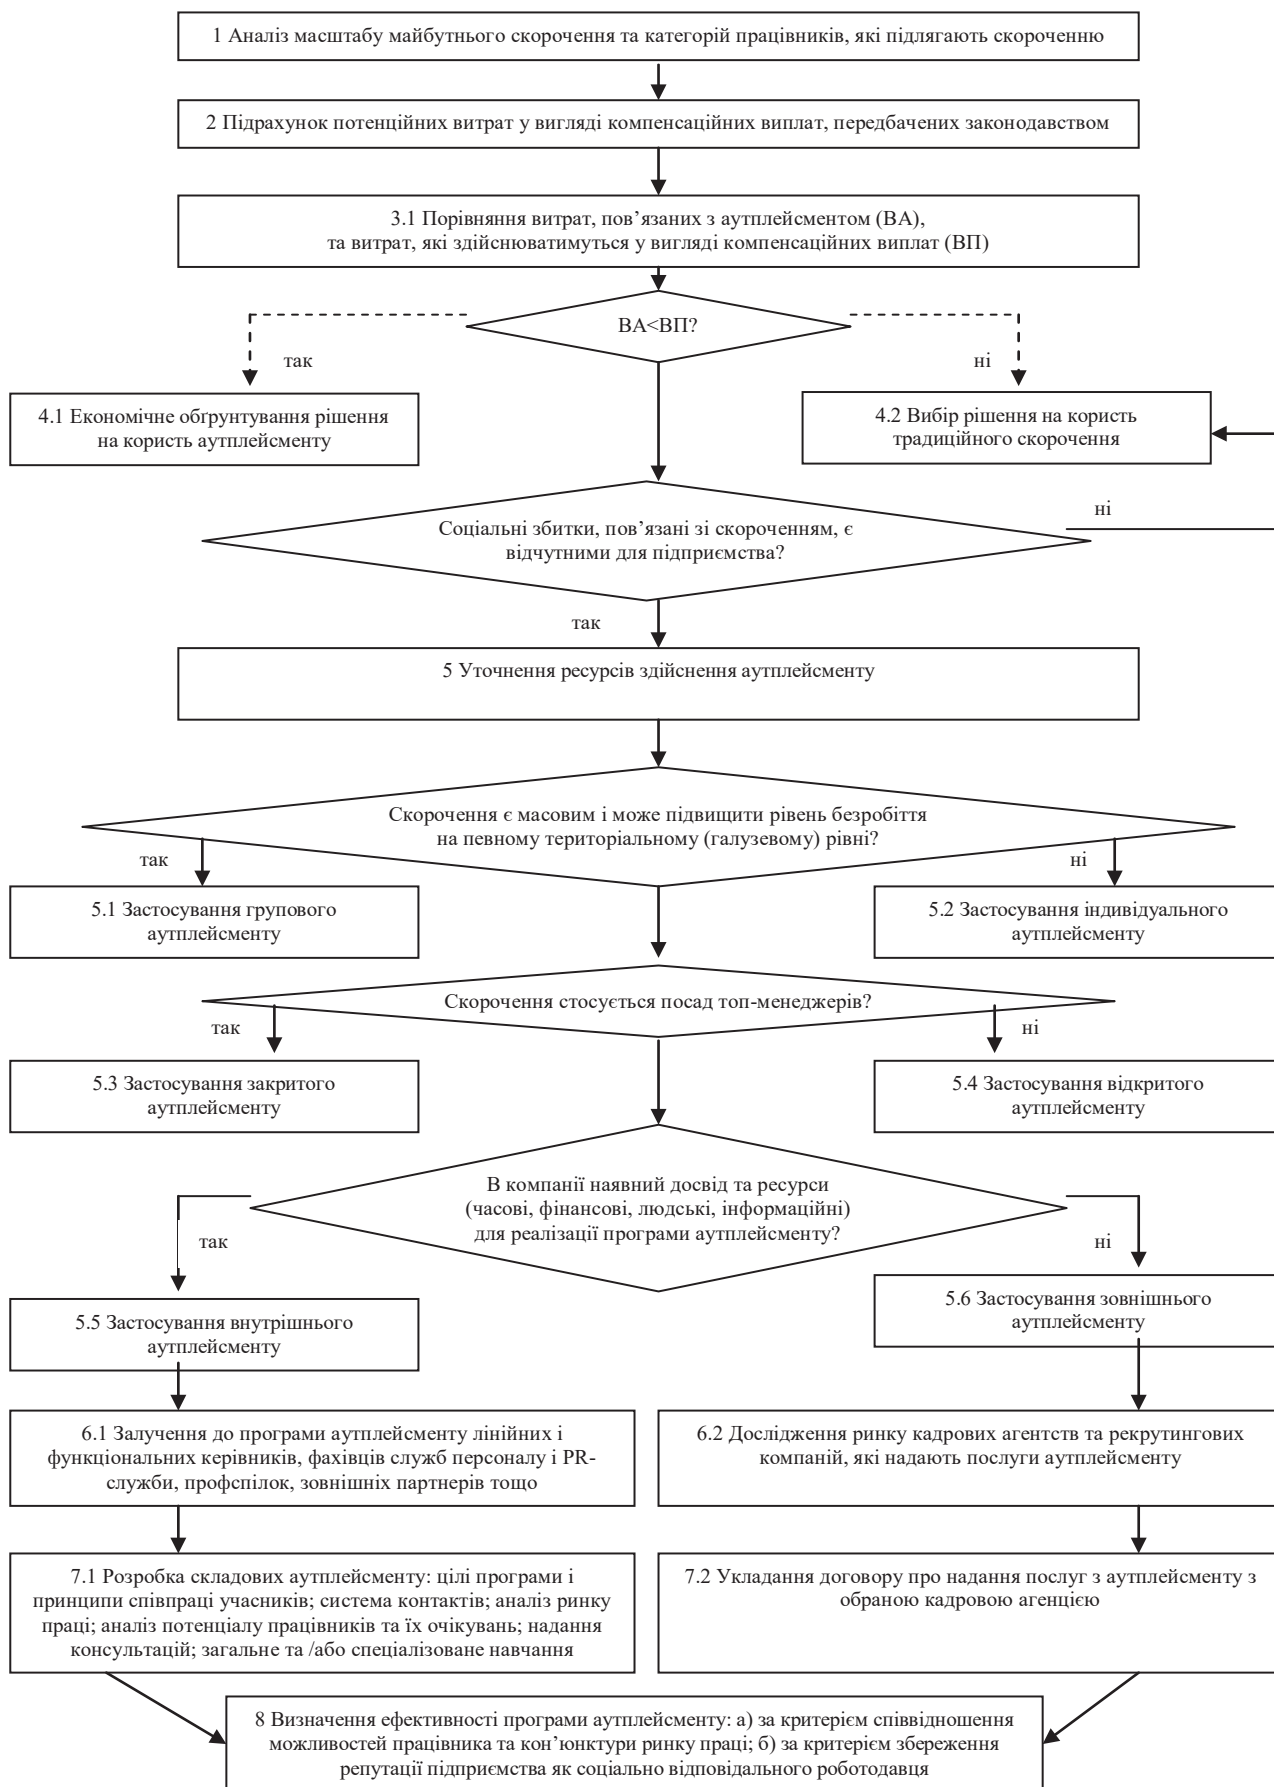 1 Аналіз масштабу майбутнього скорочення та категорій працівників, які підлягають скороченню
2 Підрахунок потенційних витрат у вигляді компенсаційних виплат, передбачених законодавством
3.1 Порівняння витрат, пов’язаних з аутплейсментом (ВА),
та витрат, які здійснюватимуться у вигляді компенсаційних виплат (ВП)
ВА<ВП?
так
ні
4.1 Економічне обґрунтування рішення
на користь аутплейсменту
4.2 Вибір рішення на користь
традиційного скорочення
Соціальні збитки, пов’язані зі скороченням, є
відчутними для підприємства?
ні
так
5 Уточнення ресурсів здійснення аутплейсменту
Скорочення є масовим і може підвищити рівень безробіття
на певному територіальному (галузевому) рівні?
так
ні
5.1 Застосування групового
аутплейсменту
5.2 Застосування індивідуального
аутплейсменту
Скорочення стосується посад топ-менеджерів?
так
ні
5.3 Застосування закритого
аутплейсменту
5.4 Застосування відкритого
аутплейсменту
В компанії наявний досвід та ресурси
(часові, фінансові, людські, інформаційні)
для реалізації програми аутплейсменту?
так
ні
5.5 Застосування внутрішнього
аутплейсменту
5.6 Застосування зовнішнього
аутплейсменту
6.1 Залучення до програми аутплейсменту лінійних і
функціональних керівників, фахівців служб персоналу і PR-
служби, профспілок, зовнішніх партнерів тощо
6.2 Дослідження ринку кадрових агентств та рекрутингових
компаній, які надають послуги аутплейсменту
7.1 Розробка складових аутплейсменту: цілі програми і
принципи співпраці учасників; система контактів; аналіз ринку
праці; аналіз потенціалу працівників та їх очікувань; надання
консультацій; загальне та /або спеціалізоване навчання
7.2 Укладання договору про надання послуг з аутплейсменту з
обраною кадровою агенцією
8 Визначення ефективності програми аутплейсменту: а) за критерієм співвідношення
можливостей працівника та кон’юнктури ринку праці; б) за критерієм збереження
репутації підприємства як соціально відповідального роботодавця